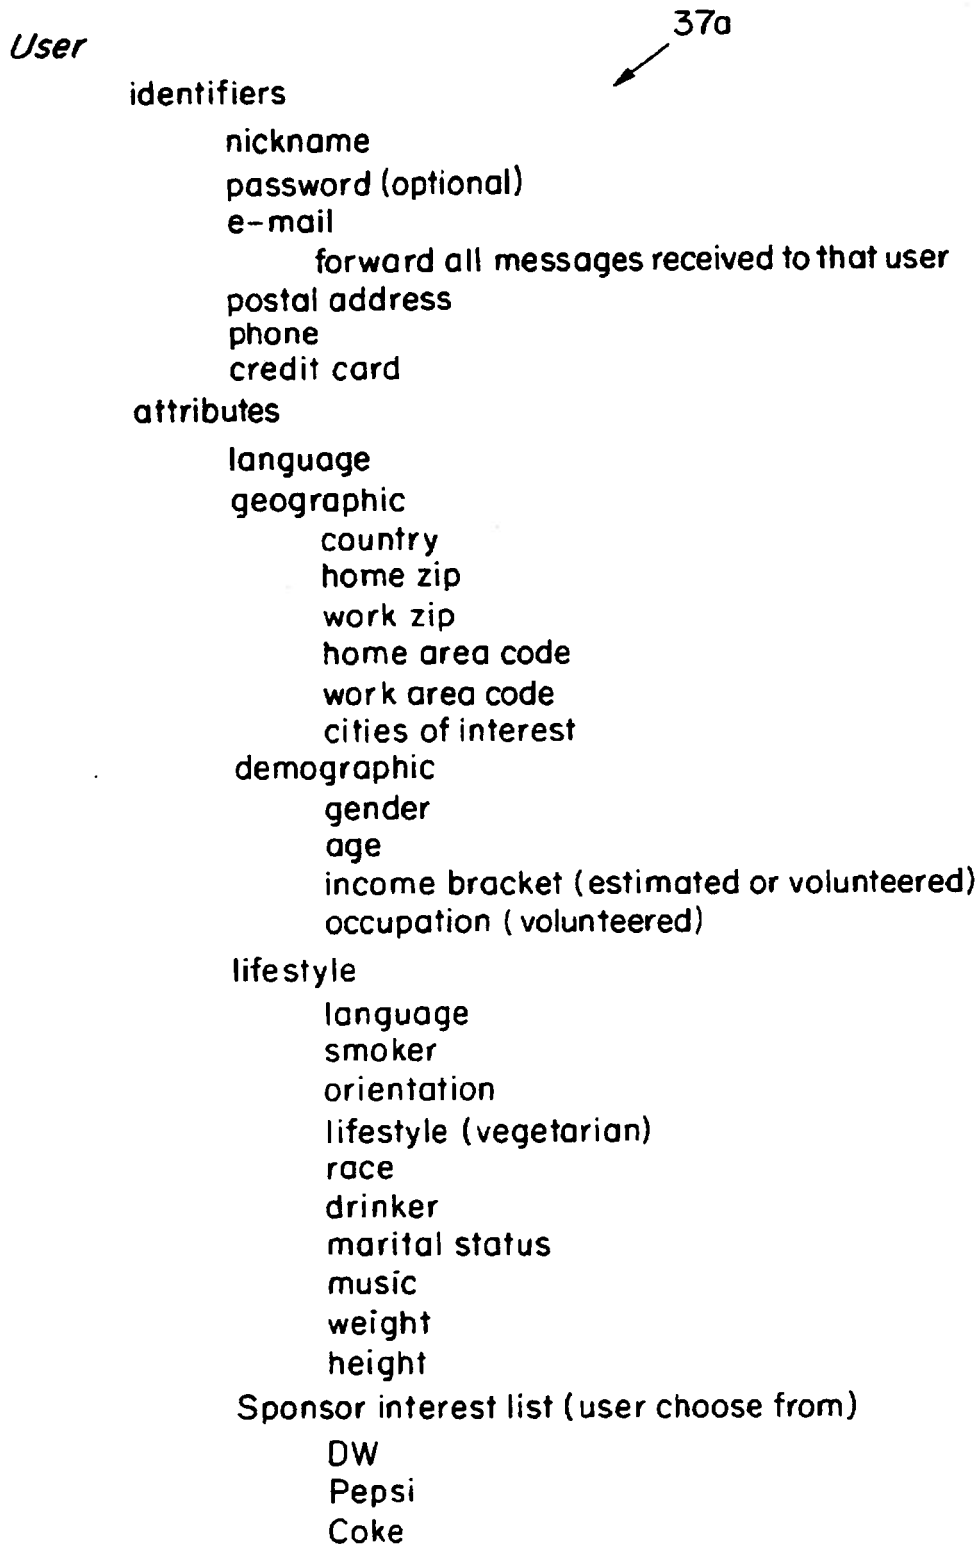 37a
User
identifiers
nickname
password (optional)
e-mail
forward all messages received to that user
postal address
phone
credit card
attributes
language
geographic
country
home zip
work zip
home area code
work area code
cities of interest
demographic
gender
age
income bracket (estimated or volunteered)
occupation (volunteered)
lifestyle
language
smoker
orientation
lifestyle (vegetarian)
race
drinker
marital status
music
weight
height
Sponsor interest list (user choose from)
DW
Pepsi
Coke